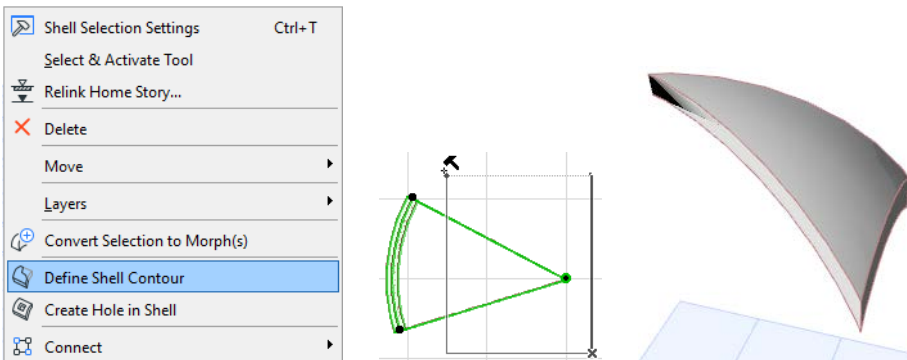 Shell Selection Settings Ctrl+T
Select & Activate Tool
Relink Home Story...
Delete
Move
Layers
Convert Selection to Morph(s)
Define Shell Contour
Create Hole in Shell
Connect